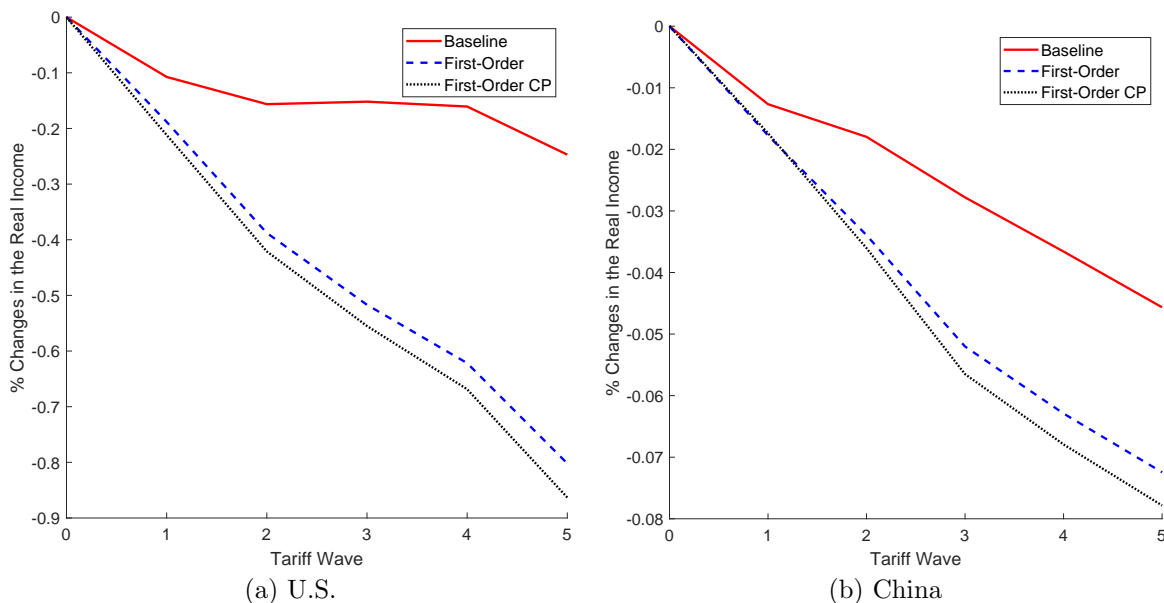 0
-0.1
-0.2
-0.3
-0.4
-0.5
-0.6
-0.7
-0.8
-0.9
% Changes in the Real Income
Baseline
First-Order
First-Order CP
0 1 2 3 4 5
Tariff Wave
(a) U.S.
0
-0.01
-0.02
-0.03
-0.04
-0.05
-0.06
-0.07
-0.08
% Changes in the Real Income
Baseline
First-Order
First-Order CP
0 1 2 3 4 5
Tariff Wave
(b) China